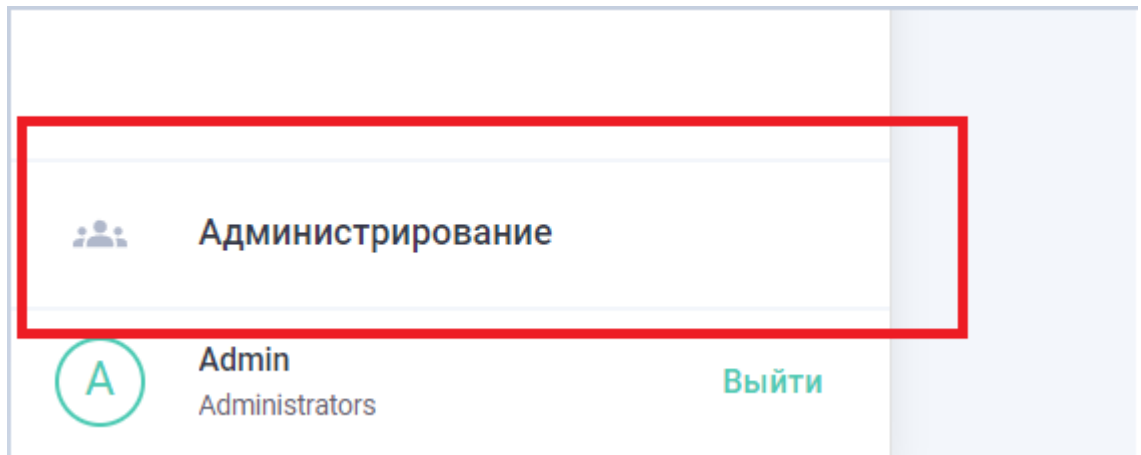 Администрирование
A
Admin
Administrators
Выйти